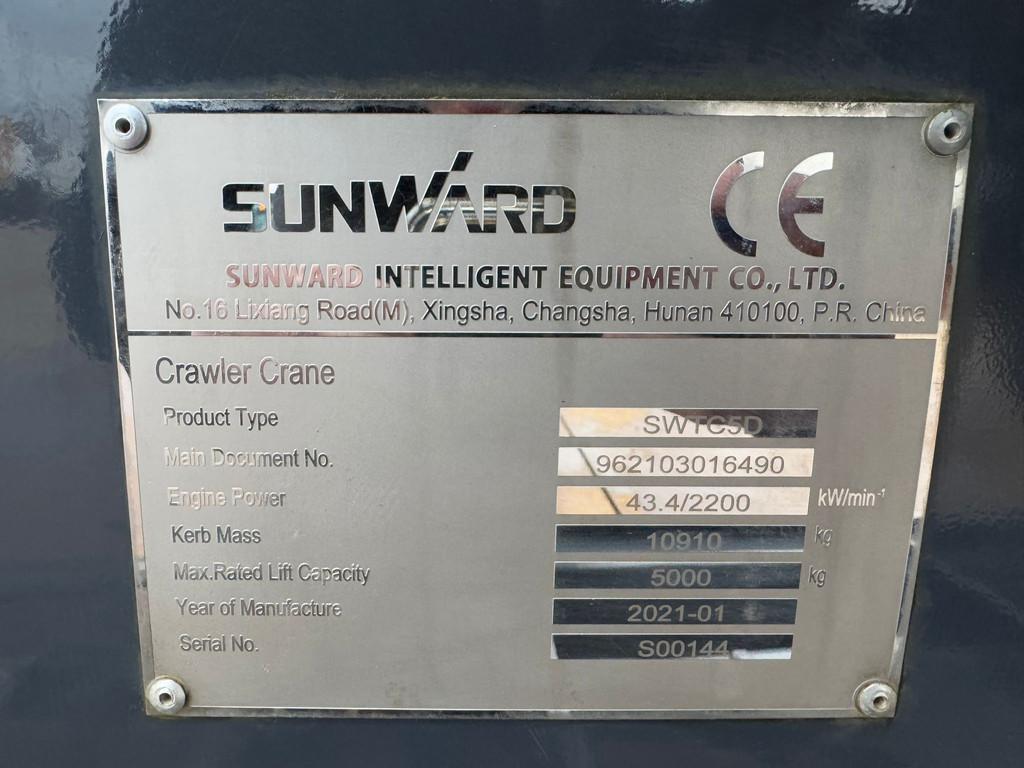 SUNWARD CE
SUNWARD INTELLIGENT EQUIPMENT CO., LTD.
No.16 Lixiang Road(M), Xingsha, Changsha, Hunan 410100, P.R. China
Crawler Crane
Product Type SWTC5D
Main Document No. 962103016490
Engine Power 43.4/2200 kW/min⁻¹
Kerb Mass 10910 kg
Max.Rated Lift Capacity 5000 kg
Year of Manufacture 2021-01
Serial No. S00144